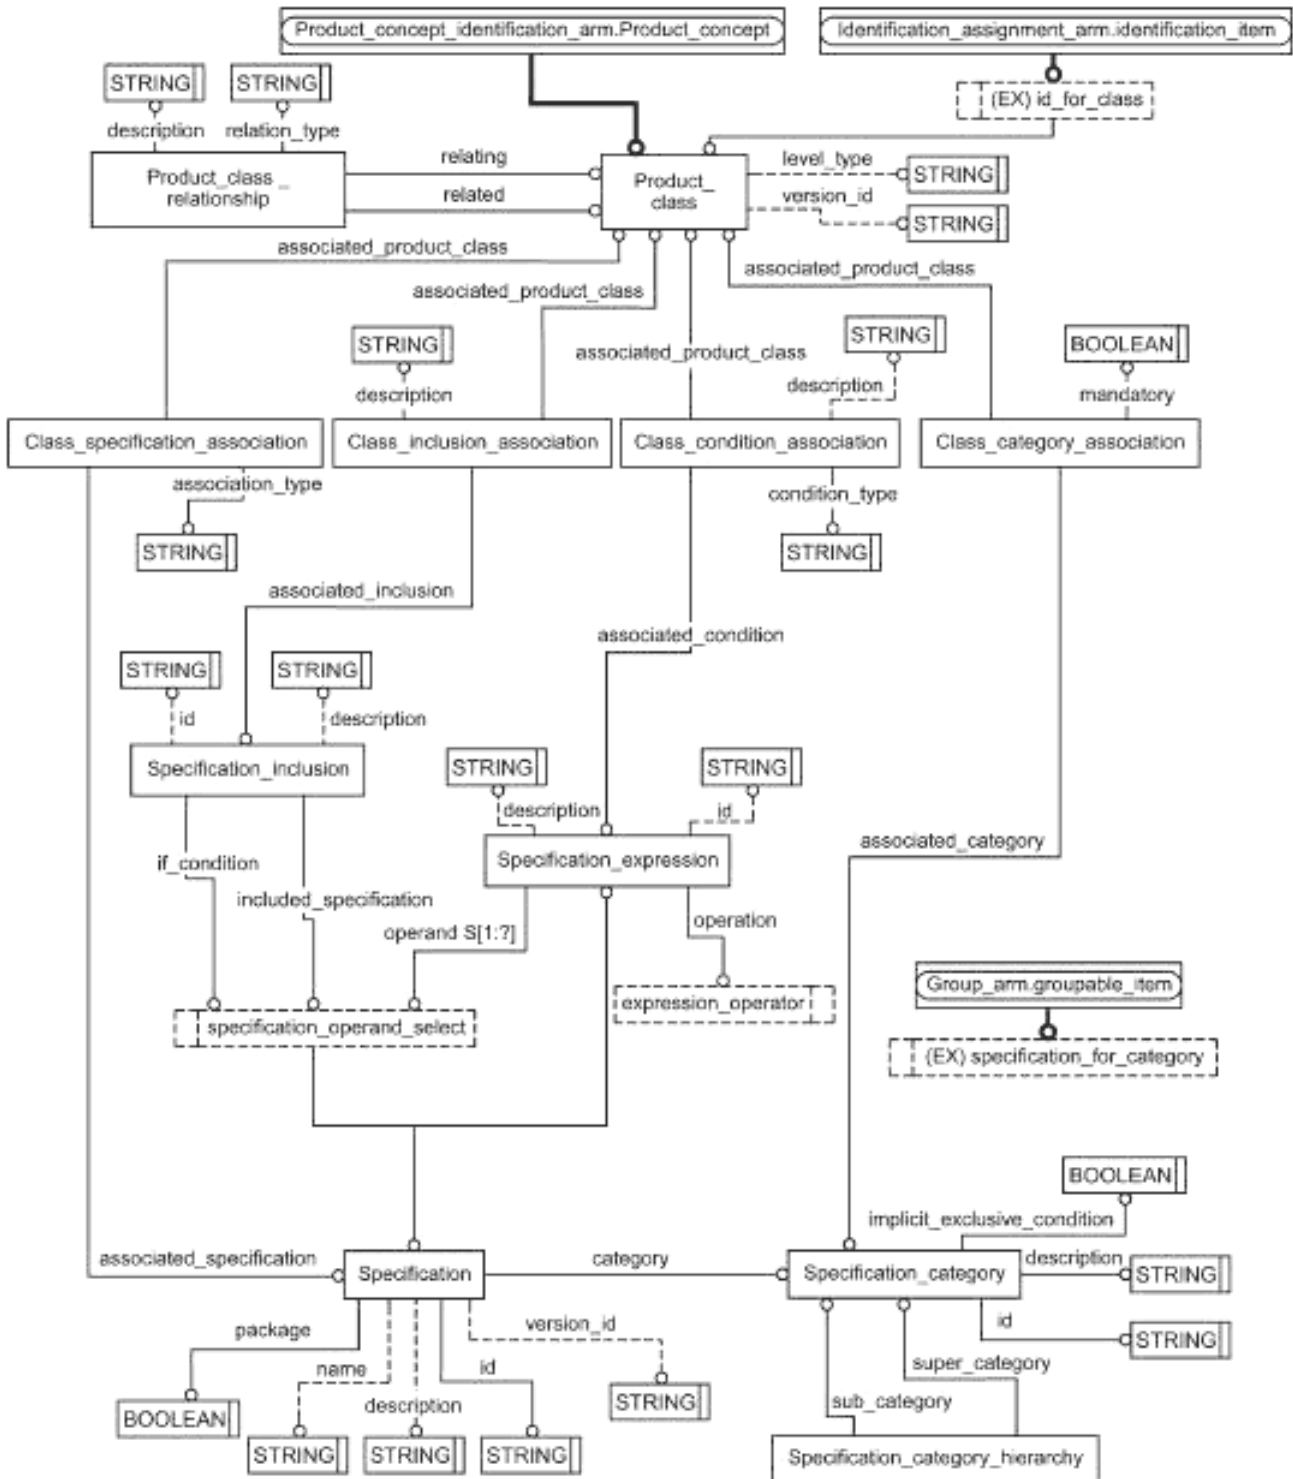 Product_concept_identification_arm.Product_concept
Identification_assignment_arm.identification_item
STRING
STRING
(EX) id_for_class
description
relation_type
relating
level_type
STRING
Product_class_
relationship
Product_
class
related
version_id
STRING
associated_product_class
associated_product_class
associated_product_class
STRING
STRING
BOOLEAN
associated_product_class
description
description
mandatory
Class_specification_association
Class_inclusion_association
Class_condition_association
Class_category_association
association_type
condition_type
STRING
STRING
associated_inclusion
associated_condition
STRING
STRING
id
description
Specification_inclusion
STRING
STRING
description
id
associated_category
if_condition
Specification_expression
included_specification
operand S[1:?]
operation
Group_arm.groupable_item
expression_operator
specification_operand_select
(EX) specification_for_category
BOOLEAN
implicit_exclusive_condition
associated_specification
category
description
Specification
Specification_category
STRING
package
version_id
id
STRING
name
id
super_category
description
sub_category
BOOLEAN
STRING
STRING
STRING
STRING
Specification_category_hierarchy